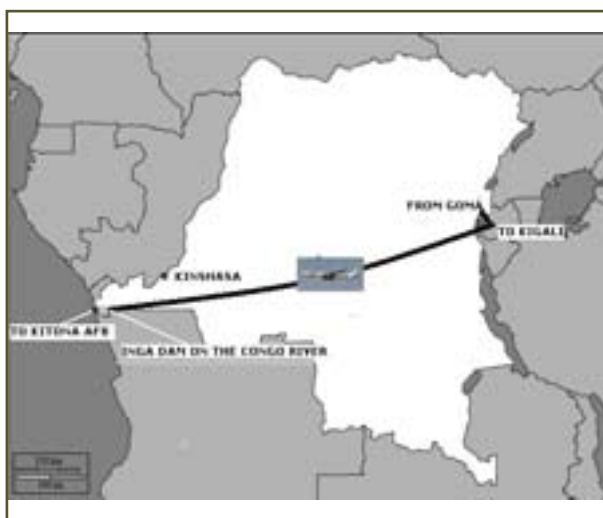 FROM GOMA
TO KIGALI
KINSHASA
TO KITONA AFB
INGA DAM ON THE CONGO RIVER